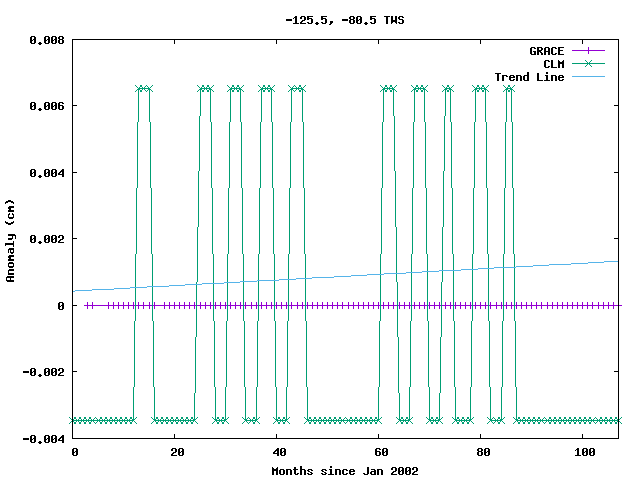 -125.5, -80.5 TWS
0.008
0.006
0.004
0.002
0
-0.002
-0.004
Anomaly (cm)
GRACE
CLM
Trend Line
0 20 40 60 80 100
Months since Jan 2002